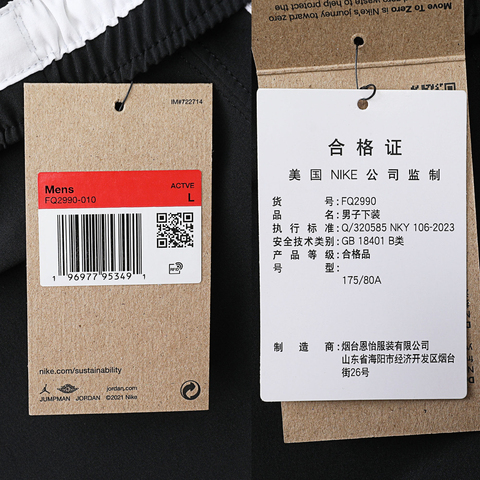 IM#722714
Mens
FQ2990-010
ACTVE
L
1 96977 95349 1
nike.com/sustainability
jordan.com
JUMPMAN JORDAN ©2021 Nike
Move To Zero is Nike's journey toward zero
合格证
美国 NIKE 公司监制
货号:FQ2990
品名:男子下装
执行标准:Q/320585 NKY 106-2023
安全技术类别:GB 18401 B类
产品等级:合格品
号型:
175/80A
制造商:烟台恩怡服装有限公司
山东省海阳市经济开发区烟台
街26号